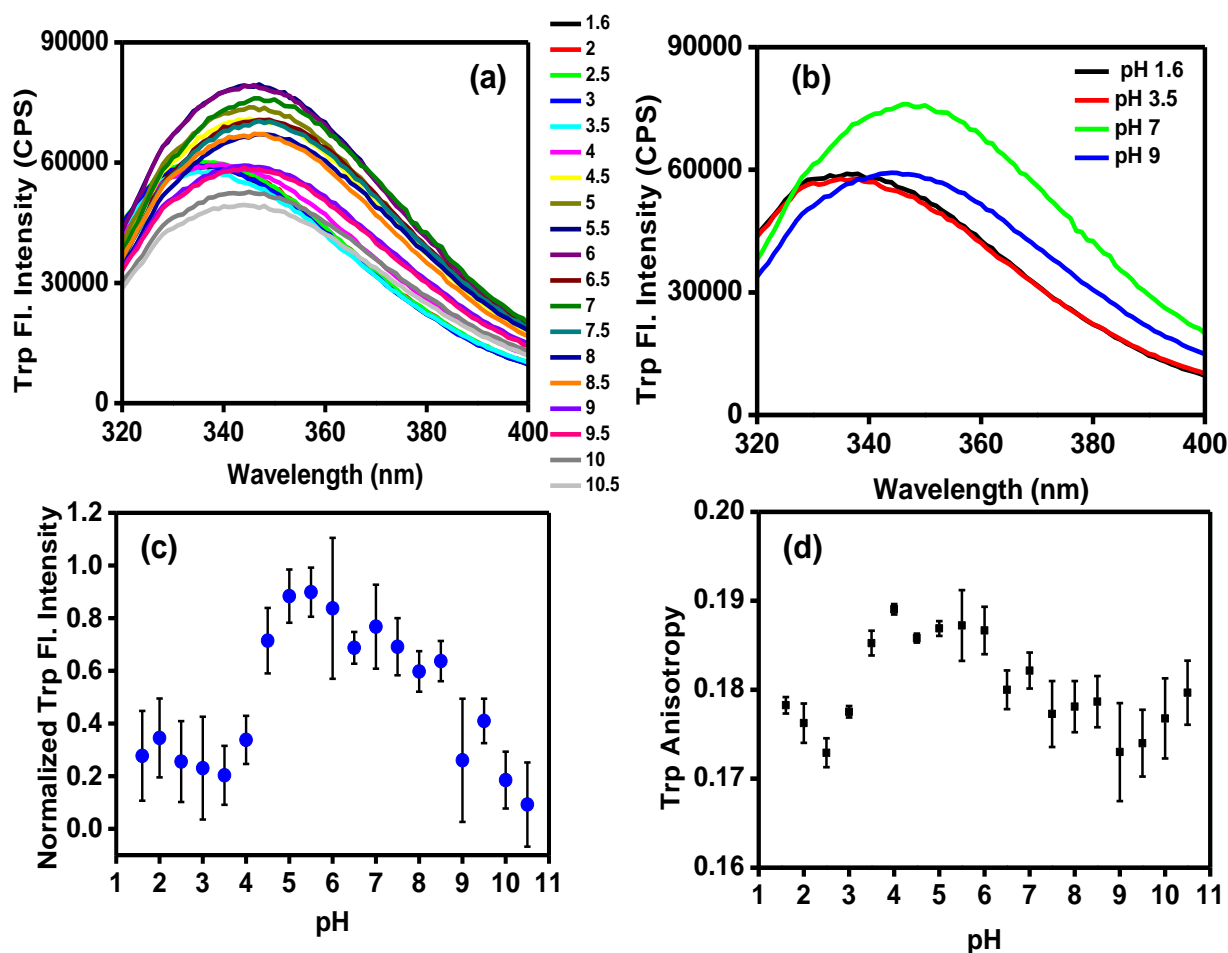 (a)
90000
60000
30000
0
320 340 360 380 400
Trp Fl. Intensity (CPS)
Wavelength (nm)
1.6
2
2.5
3
3.5
4
4.5
5
5.5
6
6.5
7
7.5
8
8.5
9
9.5
10
10.5
(b)
90000
60000
30000
0
320 340 360 380 400
Trp Fl. Intensity (CPS)
Wavelength (nm)
pH 1.6
pH 3.5
pH 7
pH 9
(c)
1.2
1.0
0.8
0.6
0.4
0.2
0.0
1 2 3 4 5 6 7 8 9 10 11
Normalized Trp Fl. Intensity
pH
(d)
0.20
0.19
0.18
0.17
0.16
1 2 3 4 5 6 7 8 9 10 11
Trp Anisotropy
pH